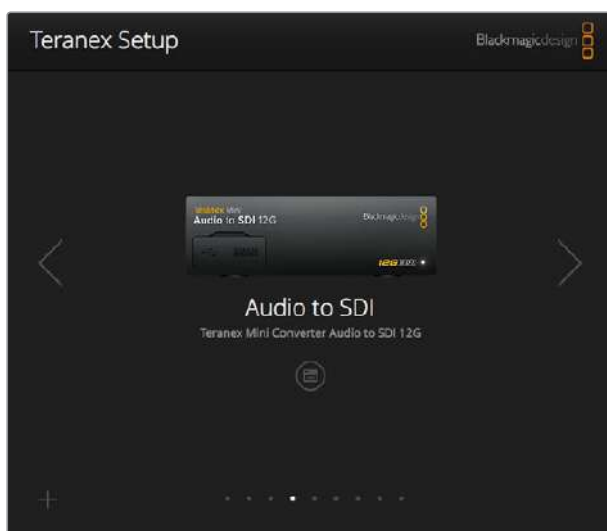 Teranex Setup
Blackmagicdesign
Teranex Mini
Audio to SDI 12G
Blackmagicdesign
Audio to SDI
Teranex Mini Converter Audio to SDI 12G